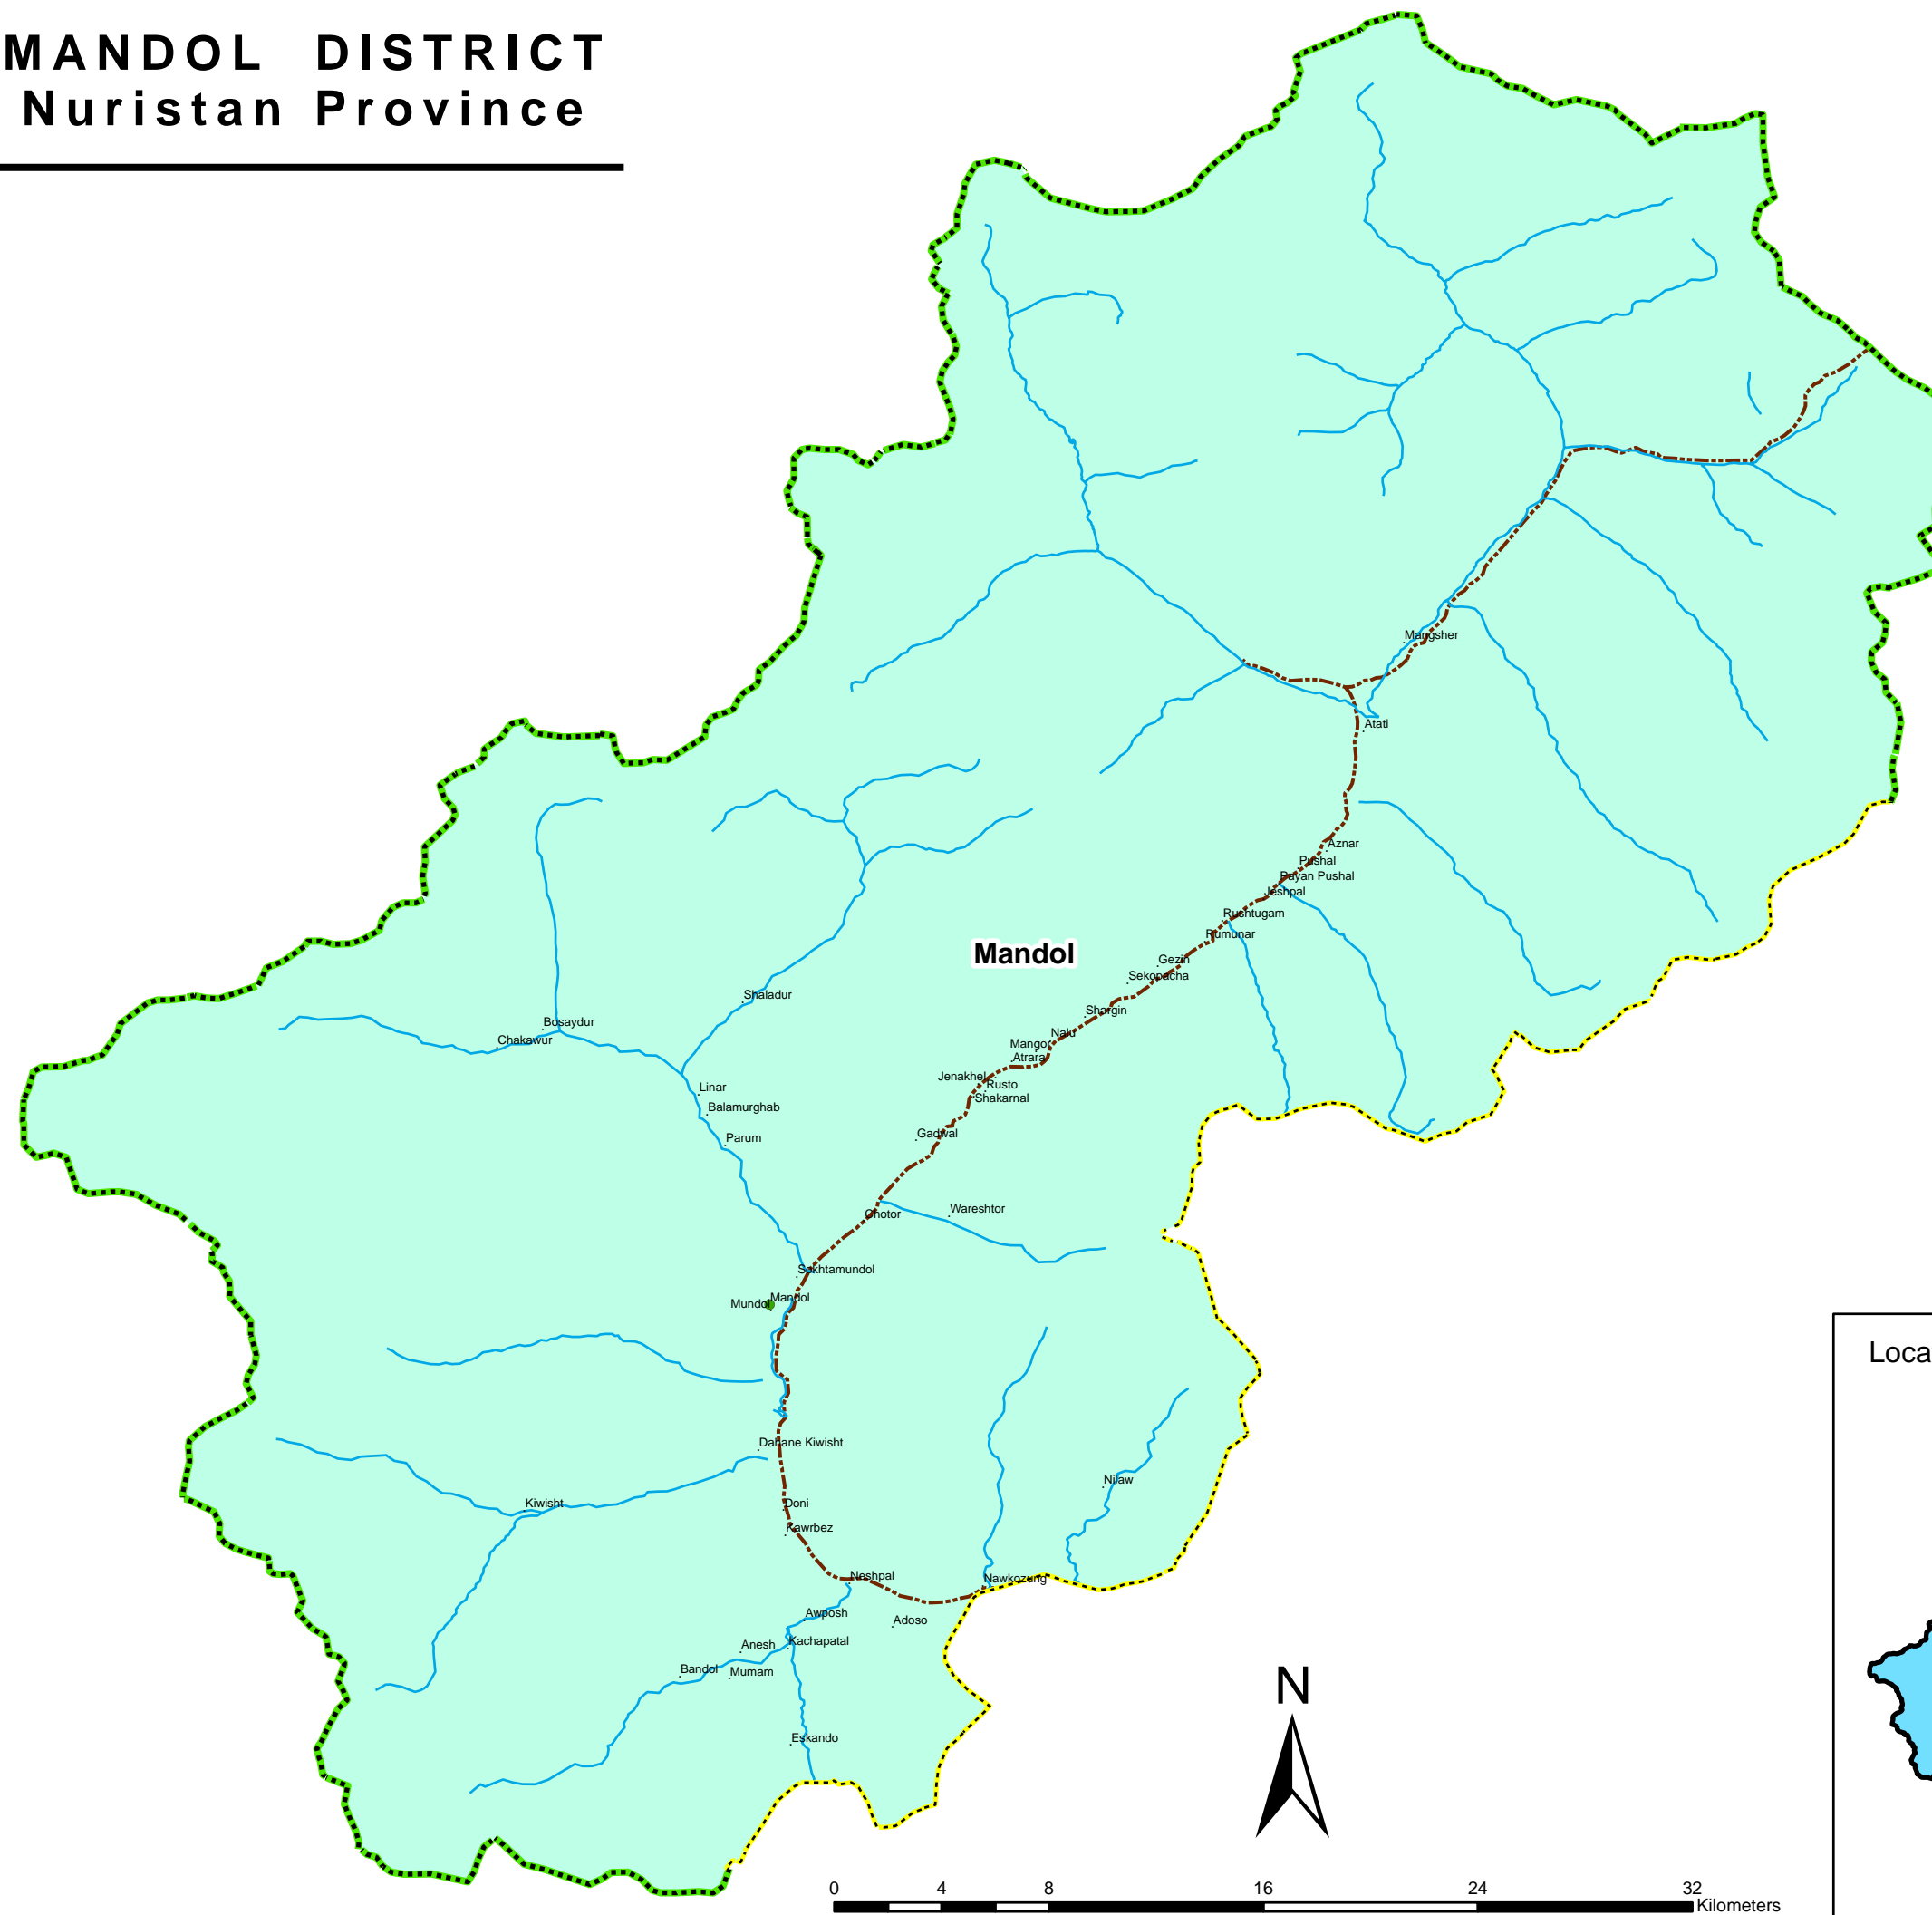 MANDOL DISTRICT
Nuristan Province
Mangsher
Atati
Aznar
Pushal
Payan Pushal
Jeshpal
Rushtugam
Rumunar
Mandol
Gezin
Sekopacha
Shaladur
Shargin
Bosaydur
Chakawur
Nalu
Mangor
Atrara
Jenakhel
Rusto
Shakarnal
Linar
Balamurghab
Parum
Gadwal
Chotor
Wareshtor
Sokhtamundol
Mundol
Mandol
Loca
Dahane Kiwisht
Nilaw
Kiwisht
Doni
Kawrbez
Neshpal
Nawkozung
Awposh
Adoso
Anesh
Kachapatal
Bandol
Mumam
Eskando
N
0 4 8 16 24 32
Kilometers